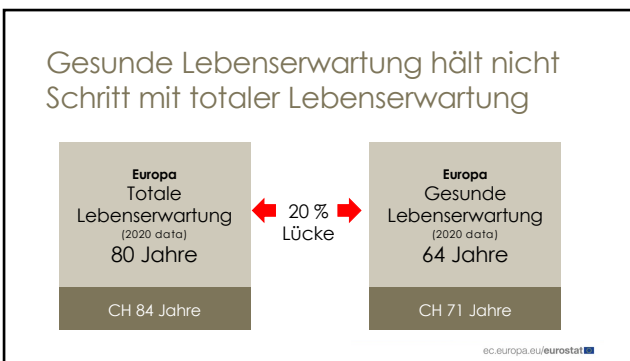 Gesunde Lebenserwartung hält nicht
Schritt mit totaler Lebenserwartung
Europa
Totale
Lebenserwartung
(2020 data)
80 Jahre
CH 84 Jahre
20 %
Lücke
Europa
Gesunde
Lebenserwartung
(2020 data)
64 Jahre
CH 71 Jahre
ec.europa.eu/eurostat